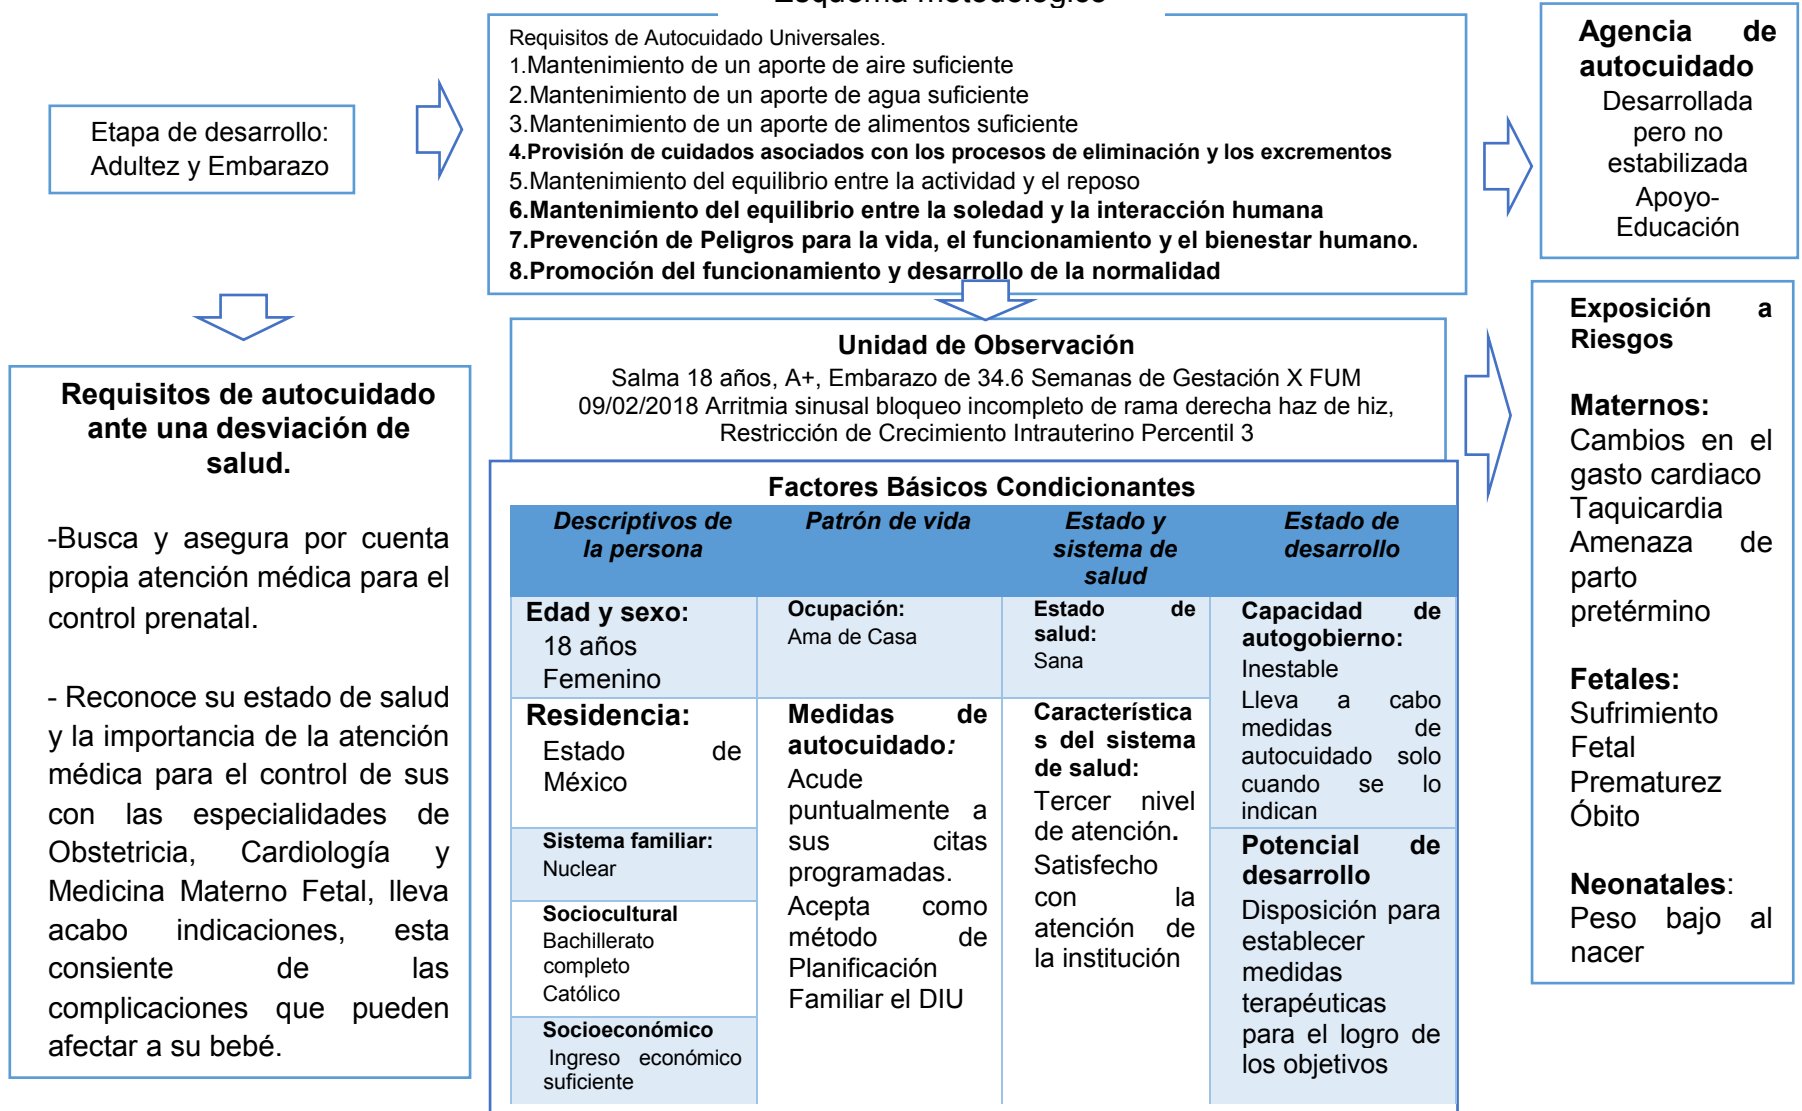 Esquema metodológico
Etapa de desarrollo:
Adultez y Embarazo
Requisitos de Autocuidado Universales.
1.Mantenimiento de un aporte de aire suficiente
2.Mantenimiento de un aporte de agua suficiente
3.Mantenimiento de un aporte de alimentos suficiente
4.Provisión de cuidados asociados con los procesos de eliminación y los excrementos
5.Mantenimiento del equilibrio entre la actividad y el reposo
6.Mantenimiento del equilibrio entre la soledad y la interacción humana
7.Prevención de Peligros para la vida, el funcionamiento y el bienestar humano.
8.Promoción del funcionamiento y desarrollo de la normalidad
Agencia de
autocuidado
Desarrollada
pero no
estabilizada
Apoyo-
Educación
Requisitos de autocuidado
ante una desviación de
salud.
-Busca y asegura por cuenta
propia atención médica para el
control prenatal.
- Reconoce su estado de salud
y la importancia de la atención
médica para el control de sus
con las especialidades de
Obstetricia, Cardiología y
Medicina Materno Fetal, lleva
acabo indicaciones, esta
consiente de las
complicaciones que pueden
afectar a su bebé.
Unidad de Observación
Salma 18 años, A+, Embarazo de 34.6 Semanas de Gestación X FUM
09/02/2018 Arritmia sinusal bloqueo incompleto de rama derecha haz de hiz,
Restricción de Crecimiento Intrauterino Percentil 3
Factores Básicos Condicionantes
Descriptivos de
la persona
Patrón de vida
Estado y
sistema de
salud
Estado de
desarrollo
Edad y sexo:
18 años
Femenino
Ocupación:
Ama de Casa
Estado de
salud:
Sana
Capacidad de
autogobierno:
Inestable
Lleva a cabo
medidas de
autocuidado solo
cuando se lo
indican
Residencia:
Estado de
México
Medidas de
autocuidado:
Acude
puntualmente a
sus citas
programadas.
Acepta como
método de
Planificación
Familiar el DIU
Característica
s del sistema
de salud:
Tercer nivel
de atención.
Satisfecho
con la
atención de
la institución
Sistema familiar:
Nuclear
Potencial de
desarrollo
Disposición para
establecer
medidas
terapéuticas
para el logro de
los objetivos
Sociocultural
Bachillerato
completo
Católico
Socioeconómico
Ingreso económico
suficiente
Exposición a
Riesgos
Maternos:
Cambios en el
gasto cardiaco
Taquicardia
Amenaza de
parto
pretérmino
Fetales:
Sufrimiento
Fetal
Prematurez
Óbito
Neonatales:
Peso bajo al
nacer